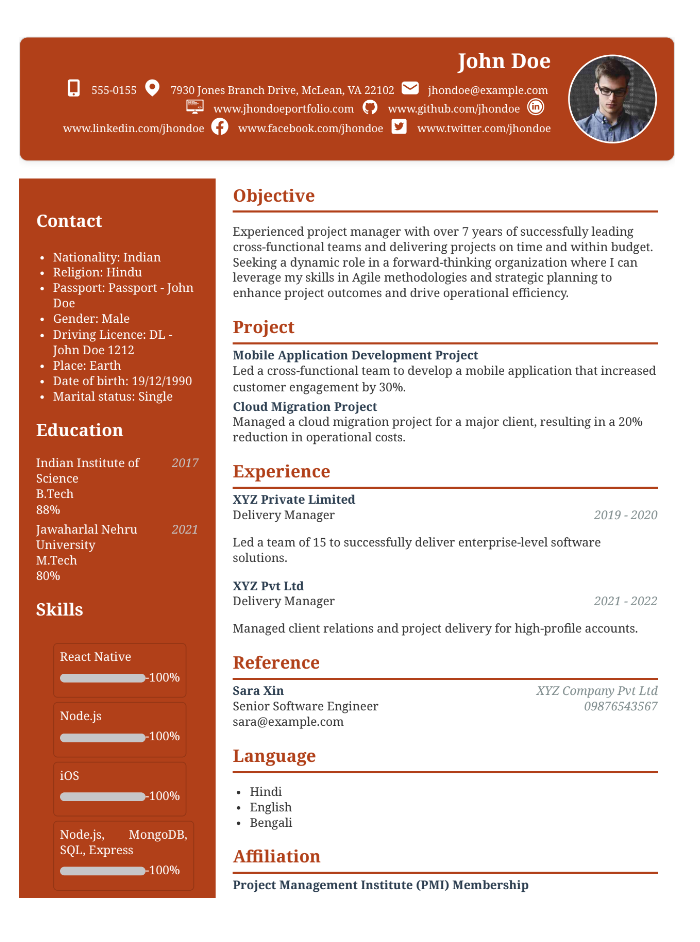 John Doe
555-0155 7930 Jones Branch Drive, McLean, VA 22102 jhondoe@example.com
www.jhondoeportfolio.com www.github.com/jhondoe
www.linkedin.com/jhondoe www.facebook.com/jhondoe www.twitter.com/jhondoe
Contact
• Nationality: Indian
• Religion: Hindu
• Passport: Passport - John
Doe
• Gender: Male
• Driving Licence: DL -
John Doe 1212
• Place: Earth
• Date of birth: 19/12/1990
• Marital status: Single
Education
Indian Institute of 2017
Science
B.Tech
88%
Jawaharlal Nehru 2021
University
M.Tech
80%
Skills
React Native
-100%
Node.js
-100%
iOS
-100%
Node.js, MongoDB,
SQL, Express
-100%
Objective
Experienced project manager with over 7 years of successfully leading
cross-functional teams and delivering projects on time and within budget.
Seeking a dynamic role in a forward-thinking organization where I can
leverage my skills in Agile methodologies and strategic planning to
enhance project outcomes and drive operational efficiency.
Project
Mobile Application Development Project
Led a cross-functional team to develop a mobile application that increased
customer engagement by 30%.
Cloud Migration Project
Managed a cloud migration project for a major client, resulting in a 20%
reduction in operational costs.
Experience
XYZ Private Limited
Delivery Manager 2019 - 2020
Led a team of 15 to successfully deliver enterprise-level software
solutions.
XYZ Pvt Ltd
Delivery Manager 2021 - 2022
Managed client relations and project delivery for high-profile accounts.
Reference
Sara Xin XYZ Company Pvt Ltd
Senior Software Engineer 09876543567
sara@example.com
Language
• Hindi
• English
• Bengali
Affiliation
Project Management Institute (PMI) Membership